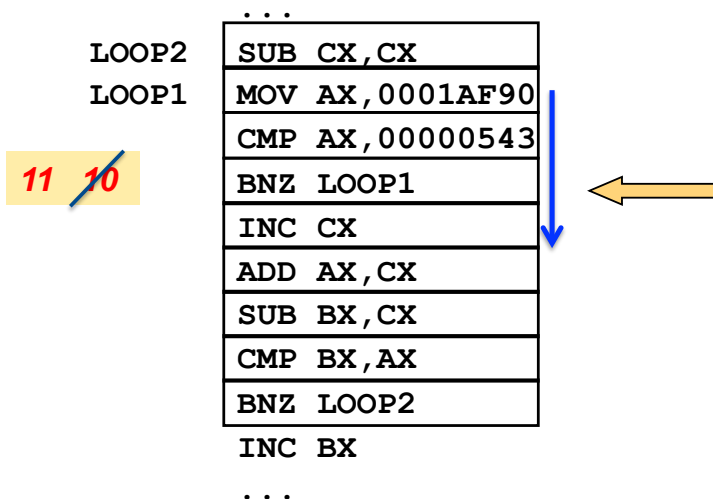 ...
LOOP2 SUB CX,CX
LOOP1 MOV AX,0001AF90
CMP AX,00000543
11 10 BNZ LOOP1
INC CX
ADD AX,CX
SUB BX,CX
CMP BX,AX
BNZ LOOP2
INC BX
...